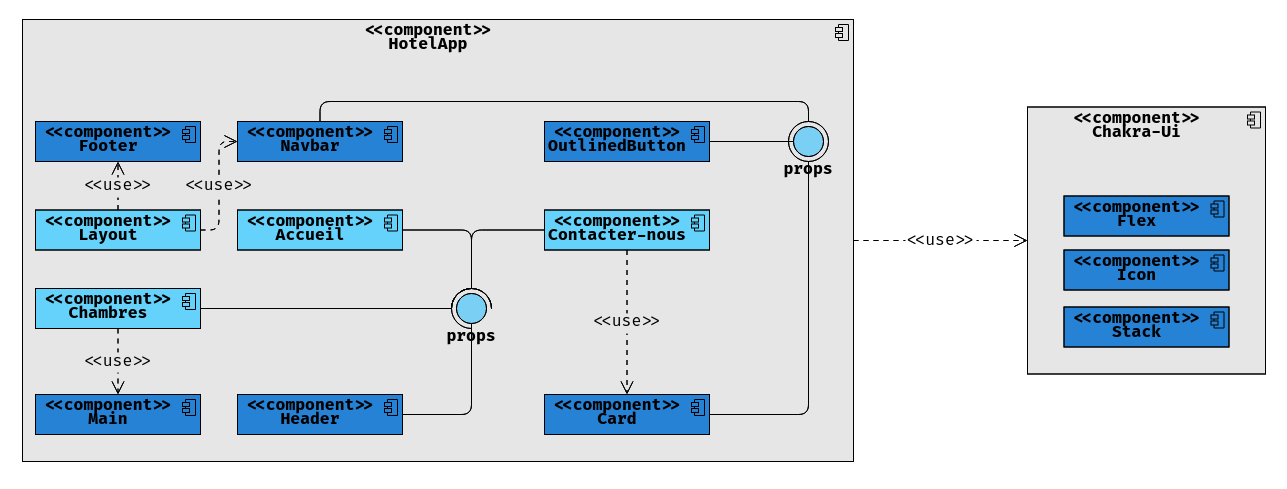 <<component>>
HotelApp
<<component>>
Footer
<<component>>
Navbar
<<component>>
OutlinedButton
props
<<use>>
<<use>>
<<component>>
Layout
<<component>>
Accueil
<<component>>
Contacter-nous
<<component>>
Chambres
props
<<use>>
<<use>>
<<component>>
Main
<<component>>
Header
<<component>>
Card
<<use>>
<<component>>
Chakra-Ui
<<component>>
Flex
<<component>>
Icon
<<component>>
Stack